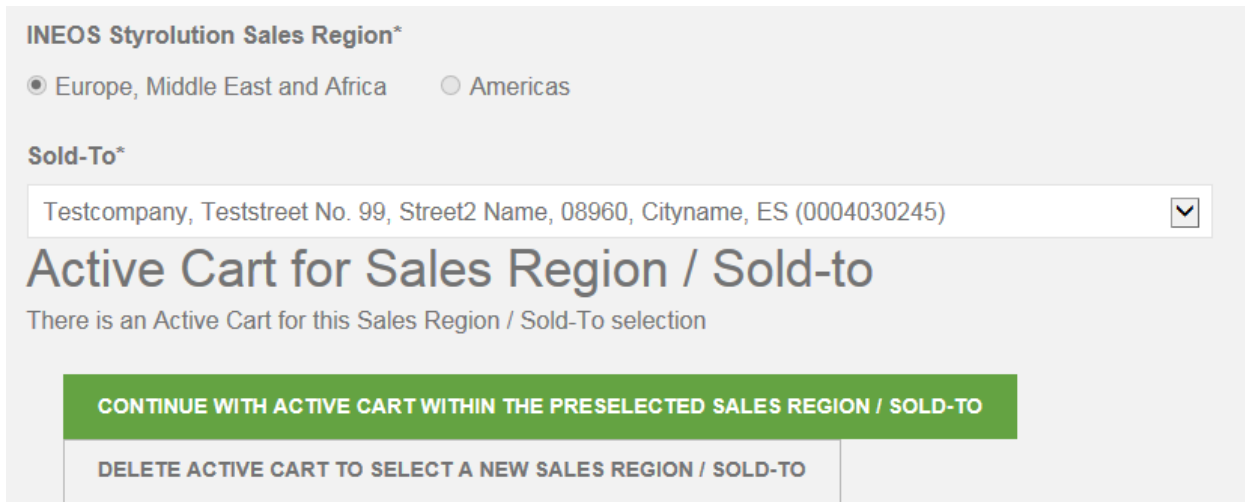 INEOS Styrolution Sales Region*
Europe, Middle East and Africa Americas
Sold-To*
Testcompany, Teststreet No. 99, Street2 Name, 08960, Cityname, ES (0004030245)
Active Cart for Sales Region / Sold-to
There is an Active Cart for this Sales Region / Sold-To selection
CONTINUE WITH ACTIVE CART WITHIN THE PRESELECTED SALES REGION / SOLD-TO
DELETE ACTIVE CART TO SELECT A NEW SALES REGION / SOLD-TO